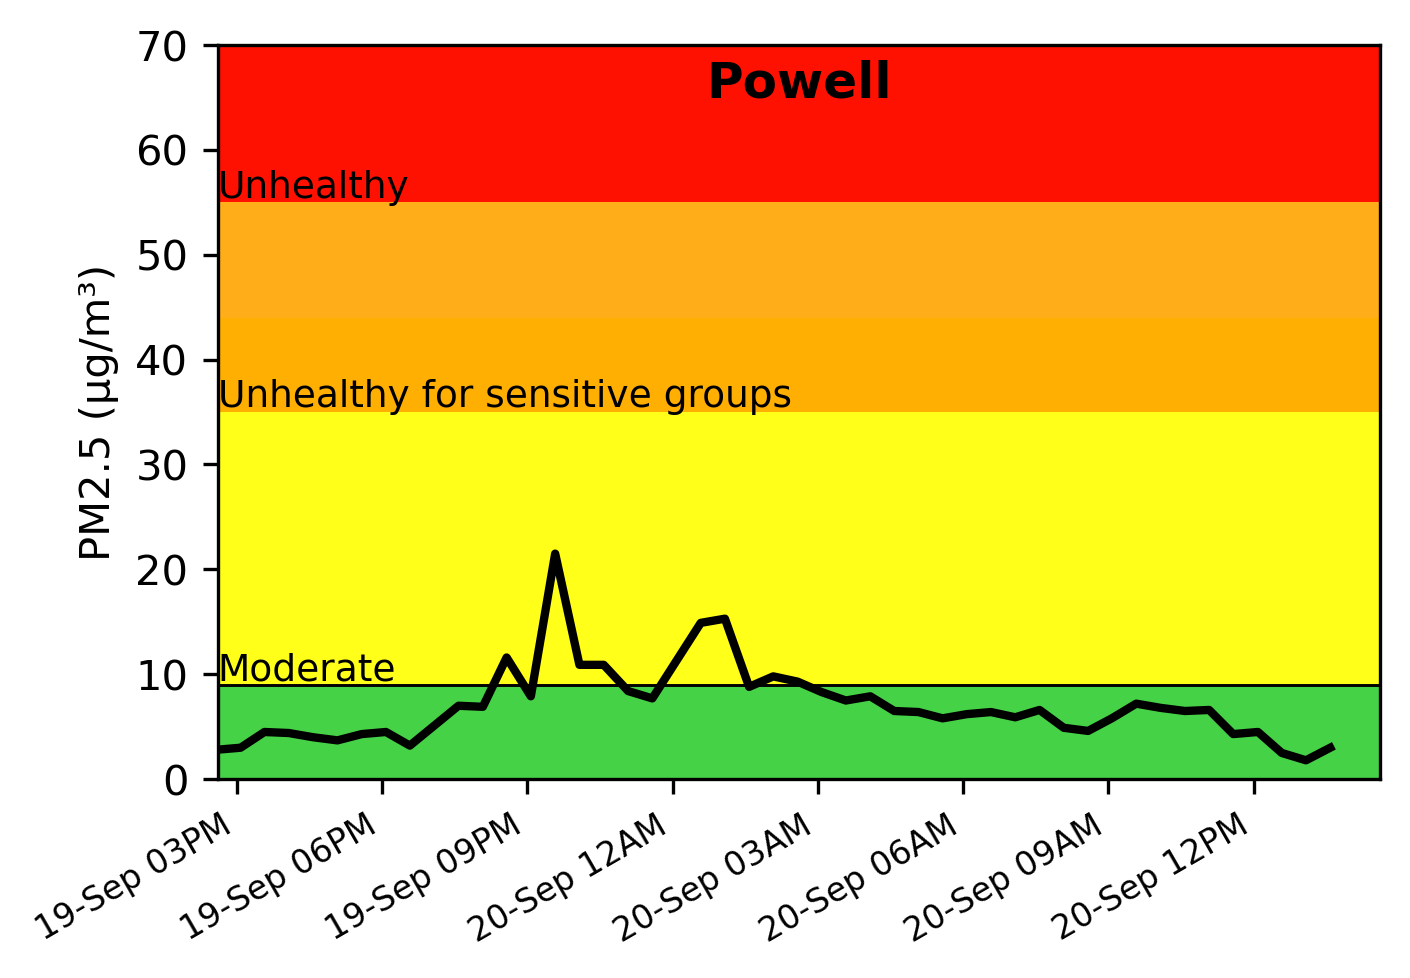 Powell
PM2.5 (µg/m³)
70
60
50
40
30
20
10
0
Unhealthy
Unhealthy for sensitive groups
Moderate
19-Sep 03PM
19-Sep 06PM
19-Sep 09PM
20-Sep 12AM
20-Sep 03AM
20-Sep 06AM
20-Sep 09AM
20-Sep 12PM